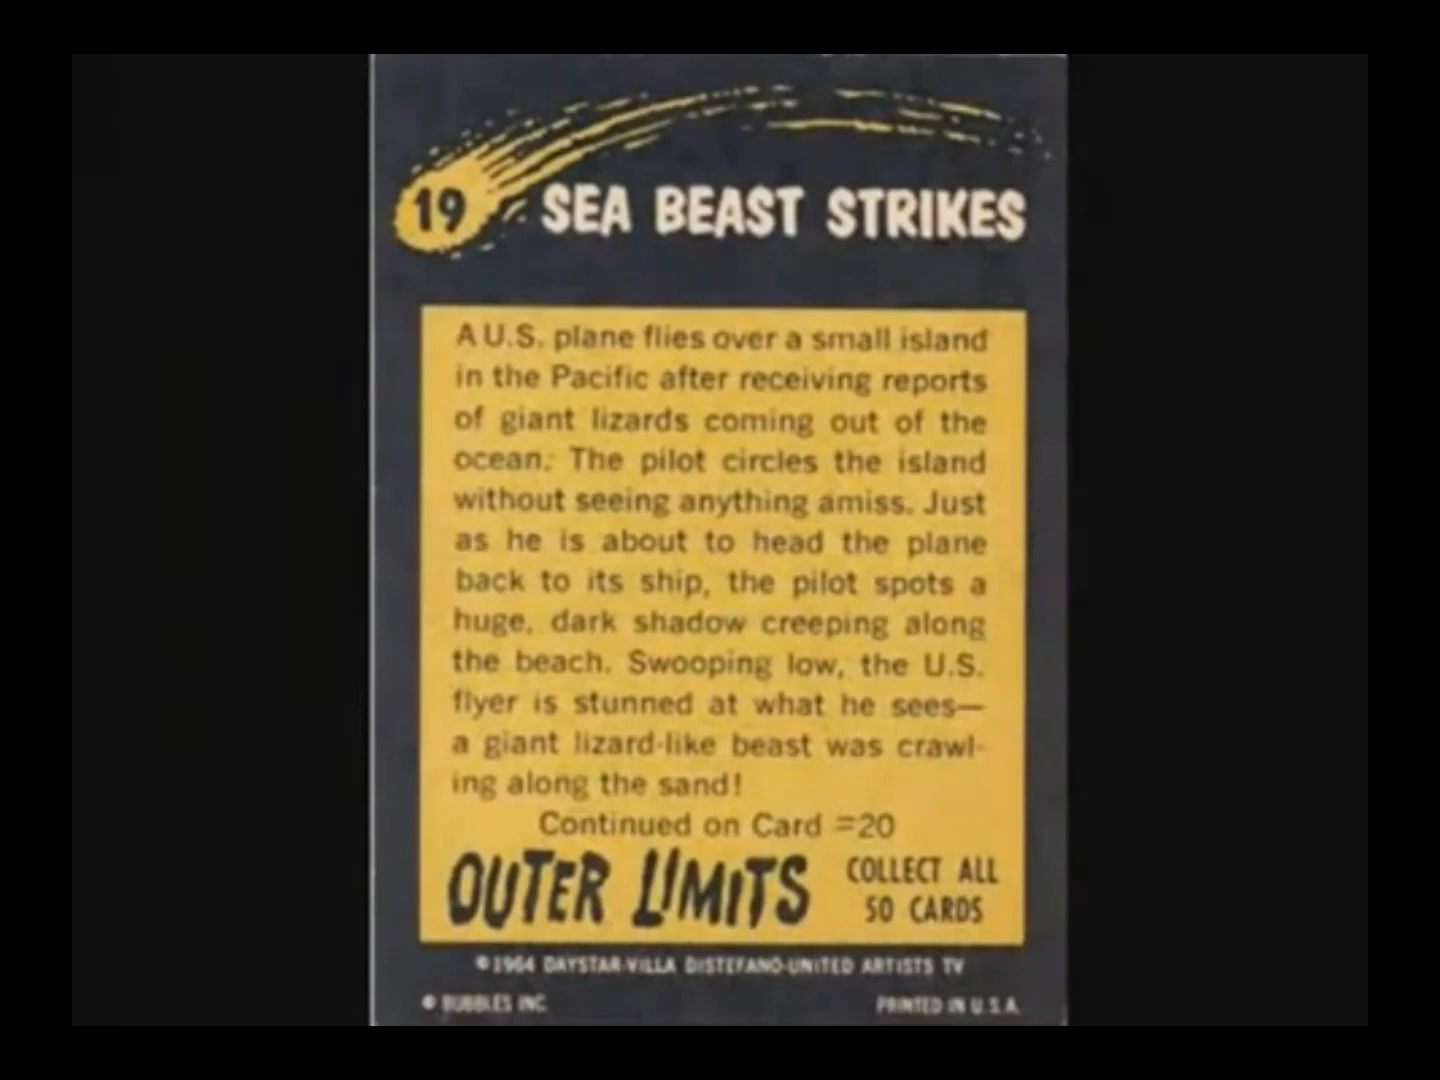 19 SEA BEAST STRIKES
A U.S. plane flies over a small island
in the Pacific after receiving reports
of giant lizards coming out of the
ocean. The pilot circles the island
without seeing anything amiss. Just
as he is about to head the plane
back to its ship, the pilot spots a
huge, dark shadow creeping along
the beach. Swooping low, the U.S.
flyer is stunned at what he sees—
a giant lizard-like beast was crawl-
ing along the sand!
Continued on Card =20
OUTER LIMITS
COLLECT ALL
50 CARDS
©1964 DAYSTAR-VILLA DISTEFANO-UNITED ARTISTS TV
© BUBBLES INC. PRINTED IN U.S.A.